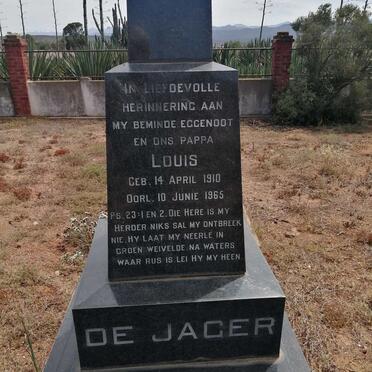 IN LIEFDEVOLLE
HERINNERING AAN
MY BEMINDE EGGENOOT
EN ONS PAPPA
LOUIS
GEB. 14 APRIL 1910
OORL. 10 JUNIE 1965
PS. 23-1 EN 2. DIE HERE IS MY
HERDER NIKS SAL MY ONTBREEK
NIE. HY LAAT MY NEERLE IN
GROEN WEIVELDE NA WATERS
WAAR RUS IS LEI HY MY HEEN.
DE JAGER